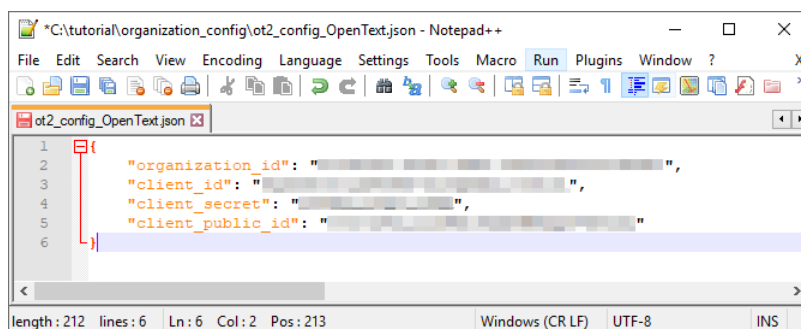 *C:\tutorial\organization_config\ot2_config_OpenText.json - Notepad++
File Edit Search View Encoding Language Settings Tools Macro Run Plugins Window ? X
ot2_config_OpenText.json
1 {
2 "organization_id": "",
3 "client_id": "",
4 "client_secret": "",
5 "client_public_id": ""
6 }
length : 212 lines : 6 Ln : 6 Col : 2 Pos : 213 Windows (CR LF) UTF-8 INS